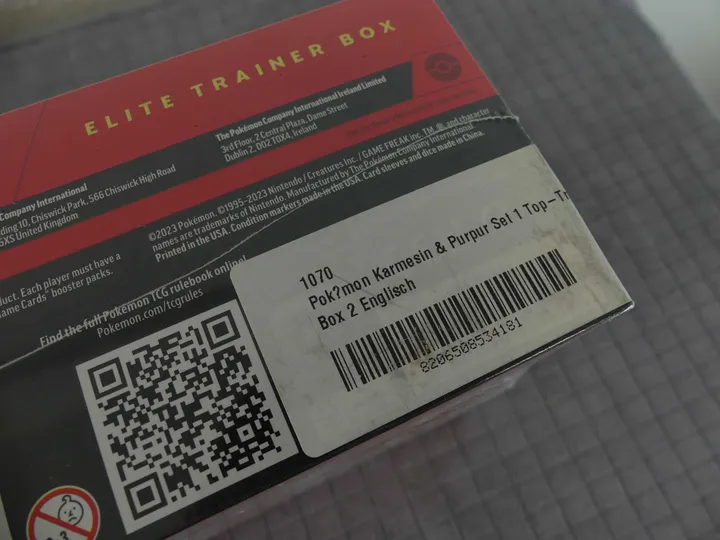 ELITE TRAINER BOX
The Pokémon Company International Ireland Limited
3rd Floor 2 Central Plaza, Dame Street
Dublin 2, D02 T0X4, Ireland
Company International
ding 10, Chiswick Park, 566 Chiswick High Road
5XS United Kingdom
©2023 Pokémon. ©1995-2023 Nintendo / Creatures Inc. / GAME FREAK inc. TM, ®, and character
names are trademarks of Nintendo. Manufactured by The Pokémon Company International
Printed in the USA. Condition markers made in the USA. Card sleeves and dice made in China.
duct. Each player must have a
ame Cards booster packs.
Find the full Pokémon TCG rulebook online!
Pokemon.com/tcgrules
1070
Pok?mon Karmesin & Purpur Set 1 Top-Tr
Box 2 Englisch
8206508534181